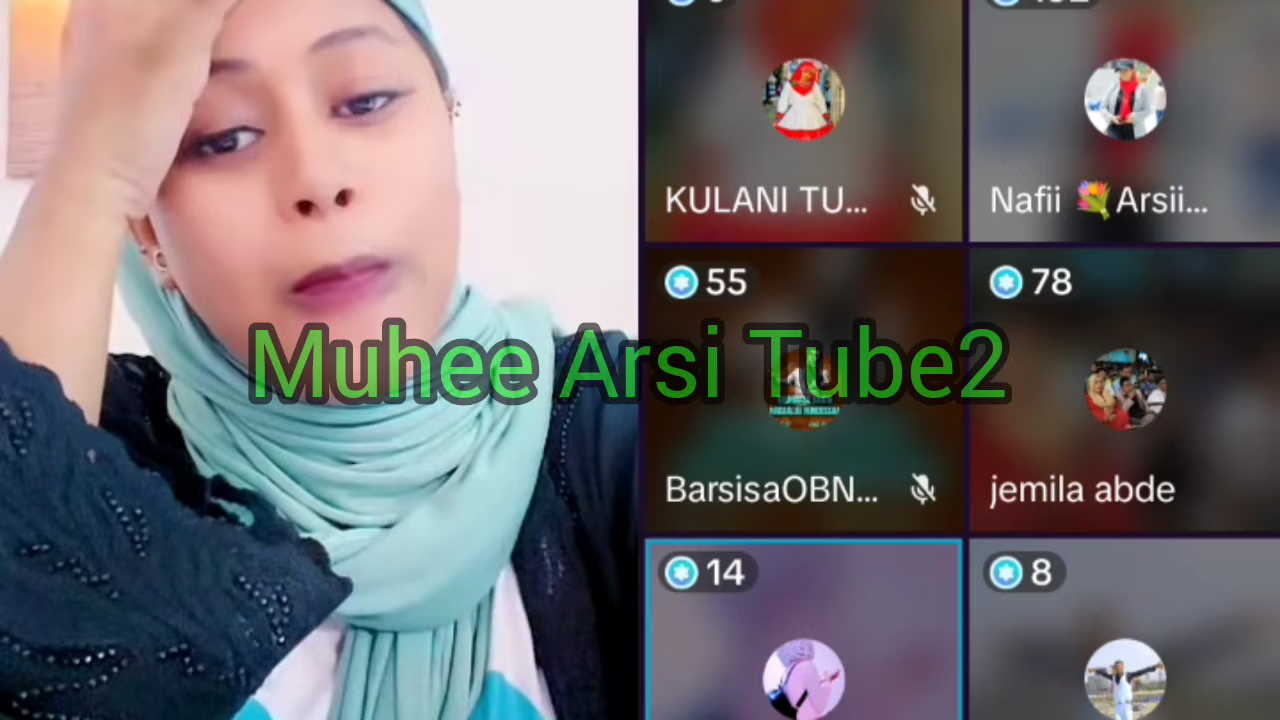 KULANI TU...
Nafii 💐Arsii...
55
78
Muhee Arsi Tube2
BarsisaOBN...
jemila abde
14
8